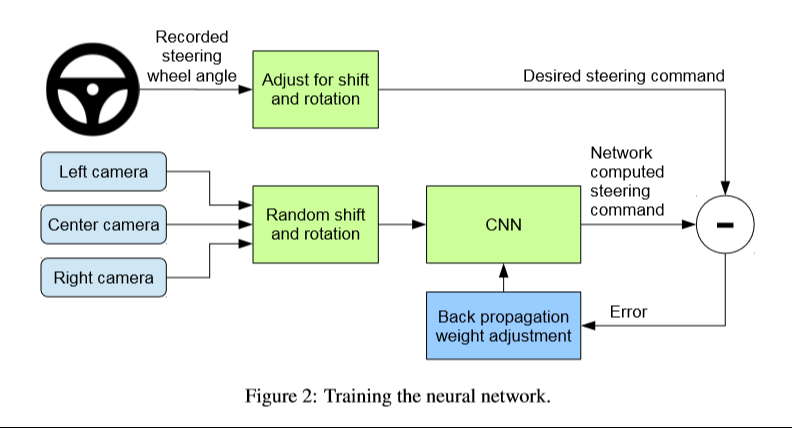 Recorded
steering
wheel angle
Adjust for shift
and rotation
Desired steering command
Left camera
Center camera
Right camera
Random shift
and rotation
CNN
Network
computed
steering
command
-
Back propagation
weight adjustment
Error
Figure 2: Training the neural network.